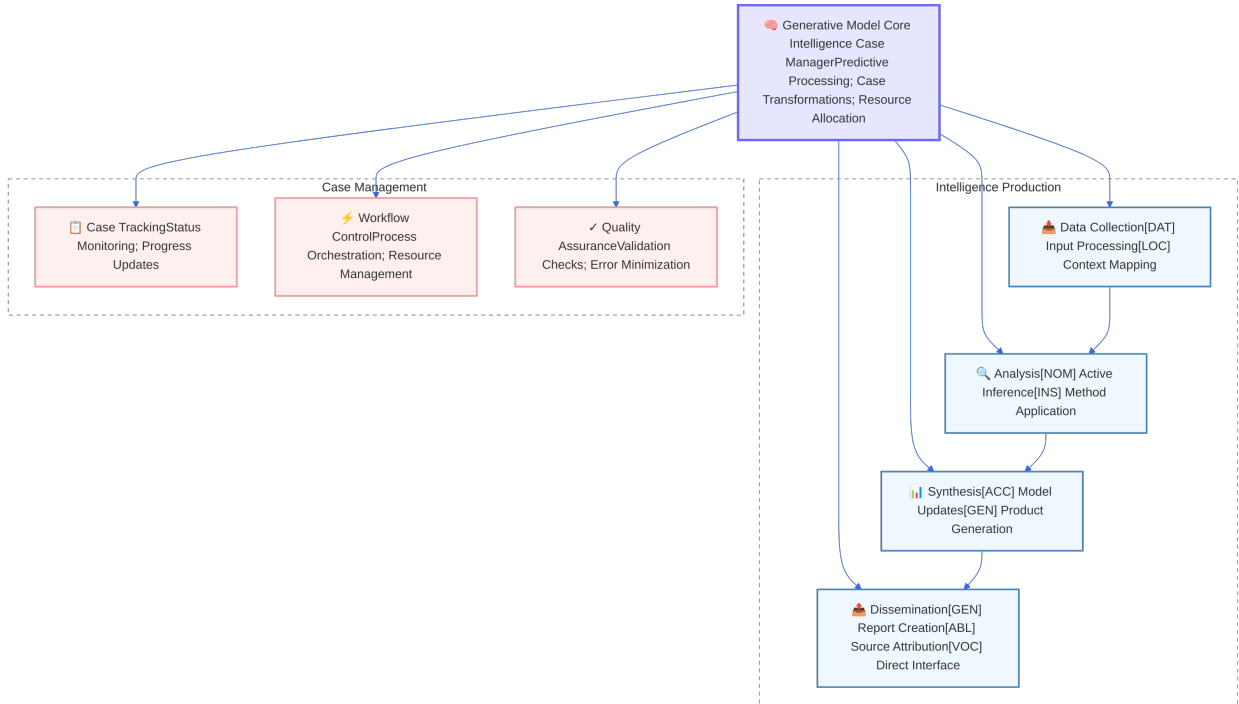 🧠 Generative Model Core
Intelligence Case
ManagerPredictive
Processing; Case
Transformations; Resource
Allocation
Case Management
📋 Case TrackingStatus
Monitoring; Progress
Updates
⚡ Workflow
ControlProcess
Orchestration; Resource
Management
✓ Quality
AssuranceValidation
Checks; Error Minimization
Intelligence Production
📥 Data Collection[DAT]
Input Processing[LOC]
Context Mapping
🔍 Analysis[NOM] Active
Inference[INS] Method
Application
📊 Synthesis[ACC] Model
Updates[GEN] Product
Generation
📤 Dissemination[GEN]
Report Creation[ABL]
Source Attribution[VOC]
Direct Interface